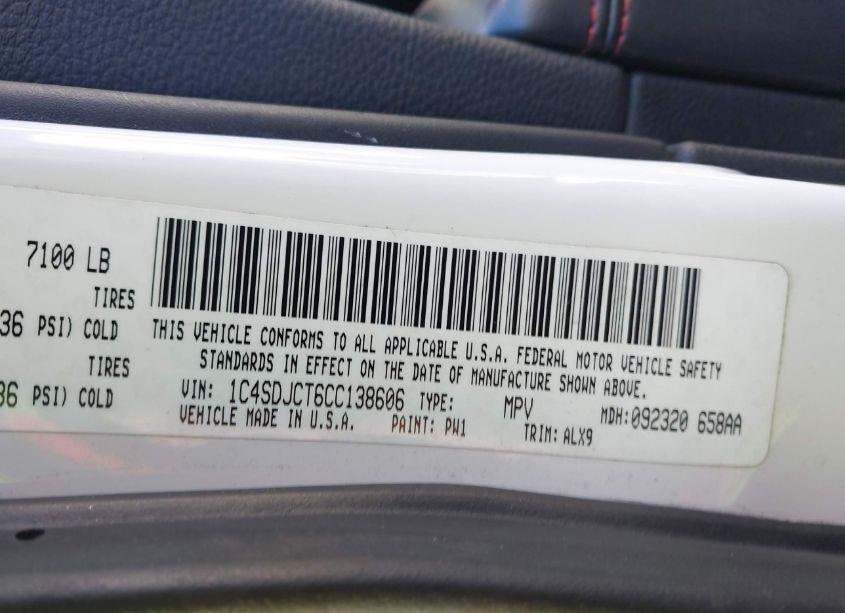 7100 LB
TIRES
36 PSI) COLD
TIRES
36 PSI) COLD
THIS VEHICLE CONFORMS TO ALL APPLICABLE U.S.A. FEDERAL MOTOR VEHICLE SAFETY
STANDARDS IN EFFECT ON THE DATE OF MANUFACTURE SHOWN ABOVE.
VIN: 1C4SDJCT6CC138606 TYPE: MPV MDH:092320 658AA
VEHICLE MADE IN U.S.A. PAINT: PW1 TRIM: ALX9